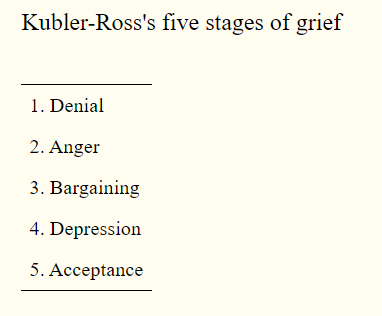 Kubler-Ross's five stages of grief
1. Denial
2. Anger
3. Bargaining
4. Depression
5. Acceptance